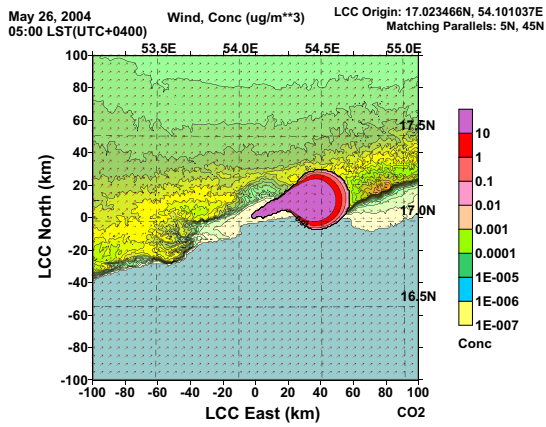 May 26, 2004 Wind, Conc (ug/m**3) LCC Origin: 17.023466N, 54.101037E
05:00 LST(UTC+0400) Matching Parallels: 5N, 45N
53.5E 54.0E 54.5E 55.0E
100
80
60
40
20
0
-20
-40
-60
-80
-100
LCC North (km)
17.5N
17.0N
16.5N
10
1
0.1
0.01
0.001
0.0001
1E-005
1E-006
1E-007
Conc
-100 -80 -60 -40 -20 0 20 40 60 80 100
LCC East (km) CO2